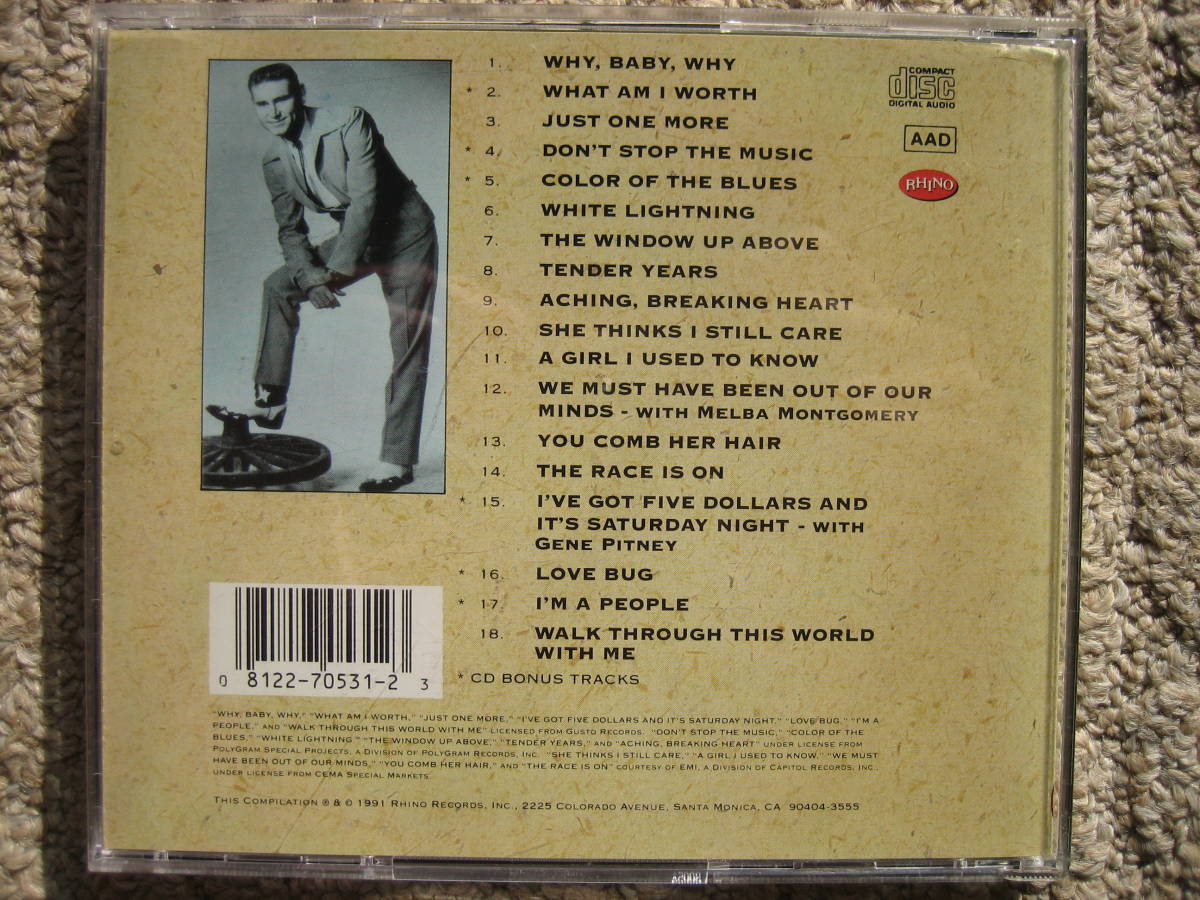 1. WHY, BABY, WHY
* 2. WHAT AM I WORTH
3. JUST ONE MORE
* 4. DON'T STOP THE MUSIC
* 5. COLOR OF THE BLUES
6. WHITE LIGHTNING
7. THE WINDOW UP ABOVE
8. TENDER YEARS
9. ACHING, BREAKING HEART
10. SHE THINKS I STILL CARE
11. A GIRL I USED TO KNOW
12. WE MUST HAVE BEEN OUT OF OUR
MINDS - WITH MELBA MONTGOMERY
13. YOU COMB HER HAIR
14. THE RACE IS ON
* 15. I'VE GOT FIVE DOLLARS AND
IT'S SATURDAY NIGHT - WITH
GENE PITNEY
* 16. LOVE BUG
* 17. I'M A PEOPLE
18. WALK THROUGH THIS WORLD
WITH ME
* CD BONUS TRACKS
COMPACT
disc
DIGITAL AUDIO
AAD
RHINO
0 8122-70531-2 3
"WHY, BABY, WHY," "WHAT AM I WORTH," "JUST ONE MORE," "I'VE GOT FIVE DOLLARS AND IT'S SATURDAY NIGHT," "LOVE BUG," "I'M A
PEOPLE," AND "WALK THROUGH THIS WORLD WITH ME" LICENSED FROM GUSTO RECORDS. "DON'T STOP THE MUSIC," "COLOR OF THE
BLUES," "WHITE LIGHTNING," "THE WINDOW UP ABOVE," "TENDER YEARS," AND "ACHING, BREAKING HEART" UNDER LICENSE FROM
POLYGRAM SPECIAL PROJECTS, A DIVISION OF POLYGRAM RECORDS, INC. "SHE THINKS I STILL CARE," "A GIRL I USED TO KNOW," "WE MUST
HAVE BEEN OUT OF OUR MINDS," "YOU COMB HER HAIR," AND "THE RACE IS ON" COURTESY OF EMI, A DIVISION OF CAPITOL RECORDS, INC.,
UNDER LICENSE FROM CEMA SPECIAL MARKETS.
THIS COMPILATION ℗ & © 1991 RHINO RECORDS, INC., 2225 COLORADO AVENUE, SANTA MONICA, CA 90404-3555